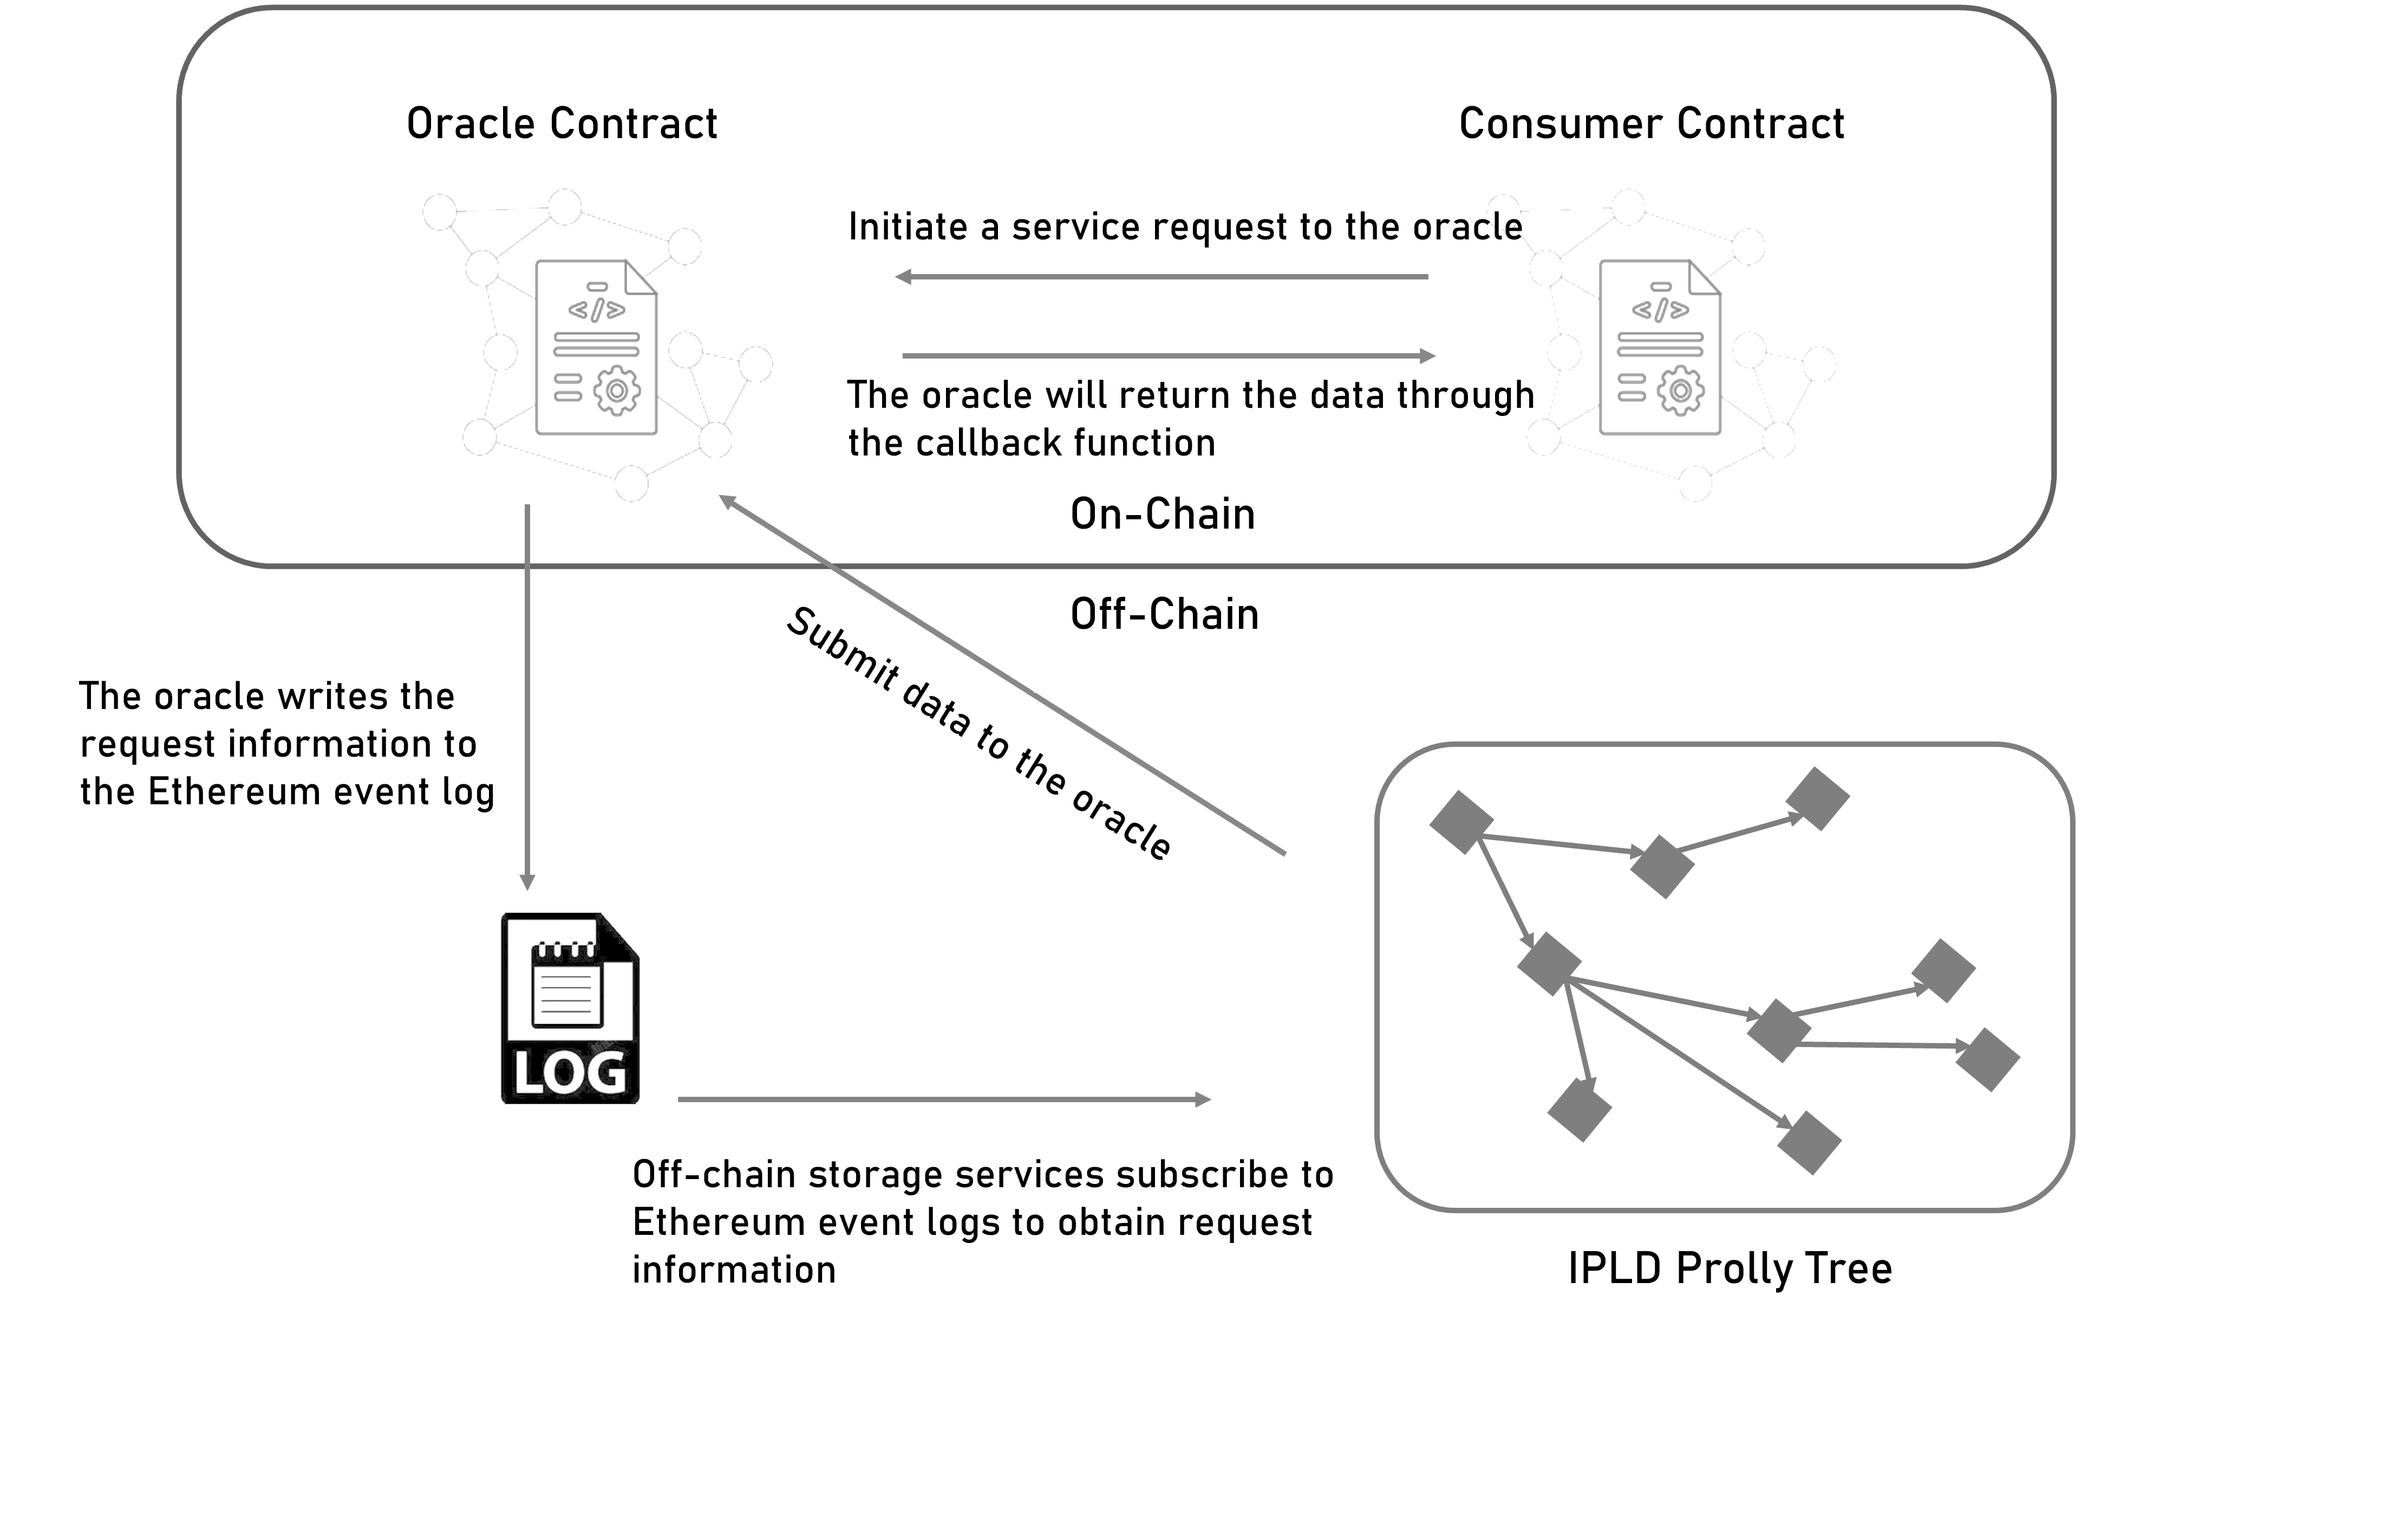 Oracle Contract
Consumer Contract
Initiate a service request to the oracle
</>
</>
The oracle will return the data through
the callback function
On-Chain
Off-Chain
Submit data to the oracle
The oracle writes the
request information to
the Ethereum event log
LOG
Off-chain storage services subscribe to
Ethereum event logs to obtain request
information
IPLD Prolly Tree